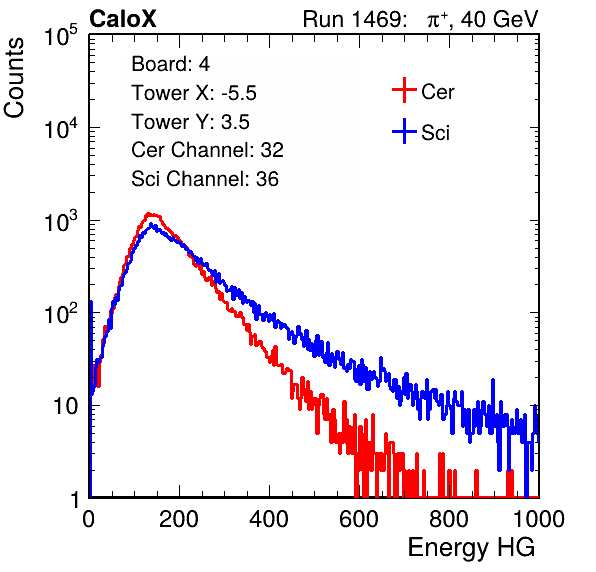 CaloX Run 1469: π⁺, 40 GeV
Counts
Board: 4
Tower X: -5.5
Tower Y: 3.5
Cer Channel: 32
Sci Channel: 36
Cer
Sci
10⁵
10⁴
10³
10²
10
1
0 200 400 600 800 1000
Energy HG